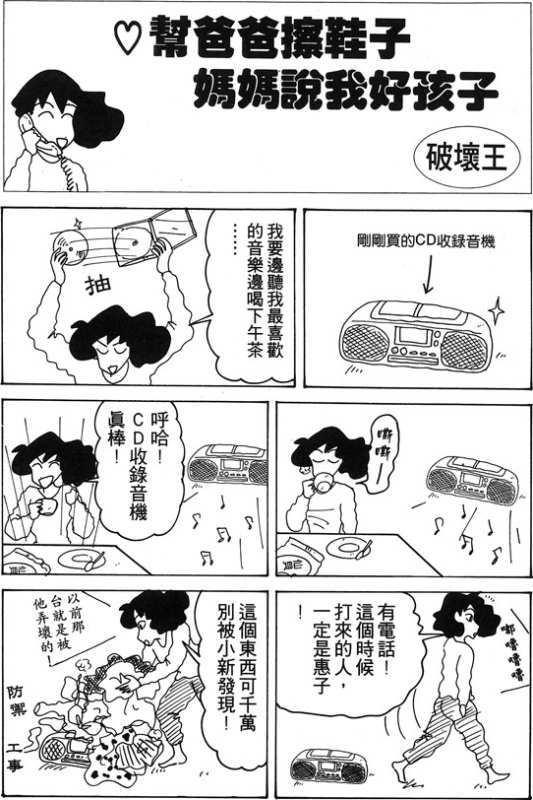 ♡幫爸爸擦鞋子
媽媽說我好孩子
破壞王
剛剛買的CD收錄音機
我要邊聽我最喜歡
的音樂邊喝下午茶
……
抽
呼哈！
CD收錄音機
眞棒！
嘟嚕嚕嚕
有電話！
這個時候
打來的人，
一定是惠子
！
這個東西可千萬
別被小新發現！
以前那
台就是被
他弄壞的！
防禦
工事